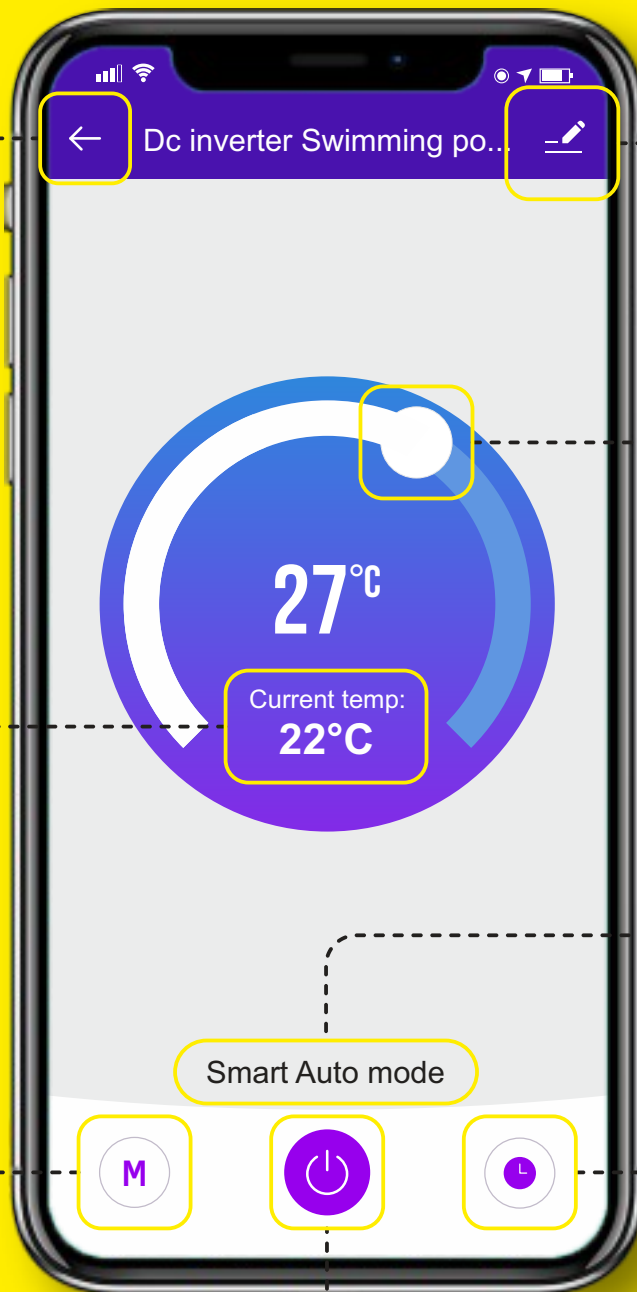 Dc inverter Swimming po...
27°C
Current temp:
22°C
Smart Auto mode
M